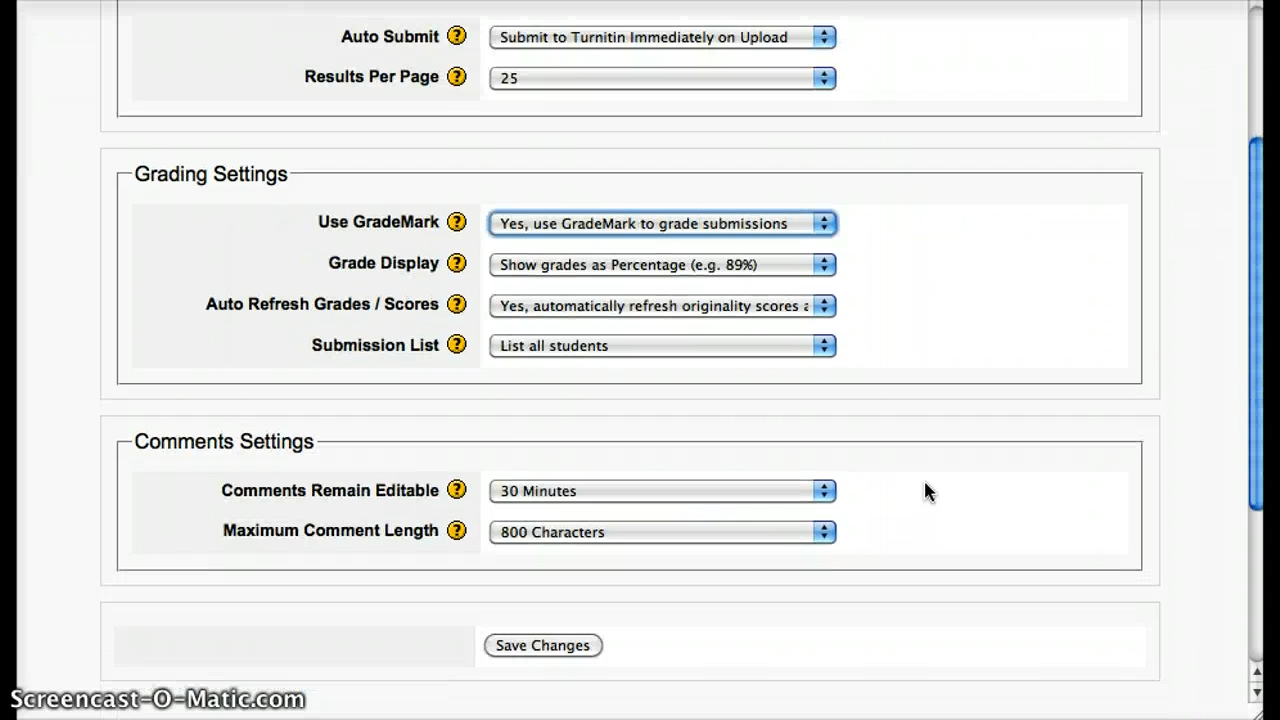 Auto Submit ? Submit to Turnitin Immediately on Upload
Results Per Page ? 25
Grading Settings
Use GradeMark ? Yes, use GradeMark to grade submissions
Grade Display ? Show grades as Percentage (e.g. 89%)
Auto Refresh Grades / Scores ? Yes, automatically refresh originality scores a
Submission List ? List all students
Comments Settings
Comments Remain Editable ? 30 Minutes
Maximum Comment Length ? 800 Characters
Save Changes
Screencast-O-Matic.com